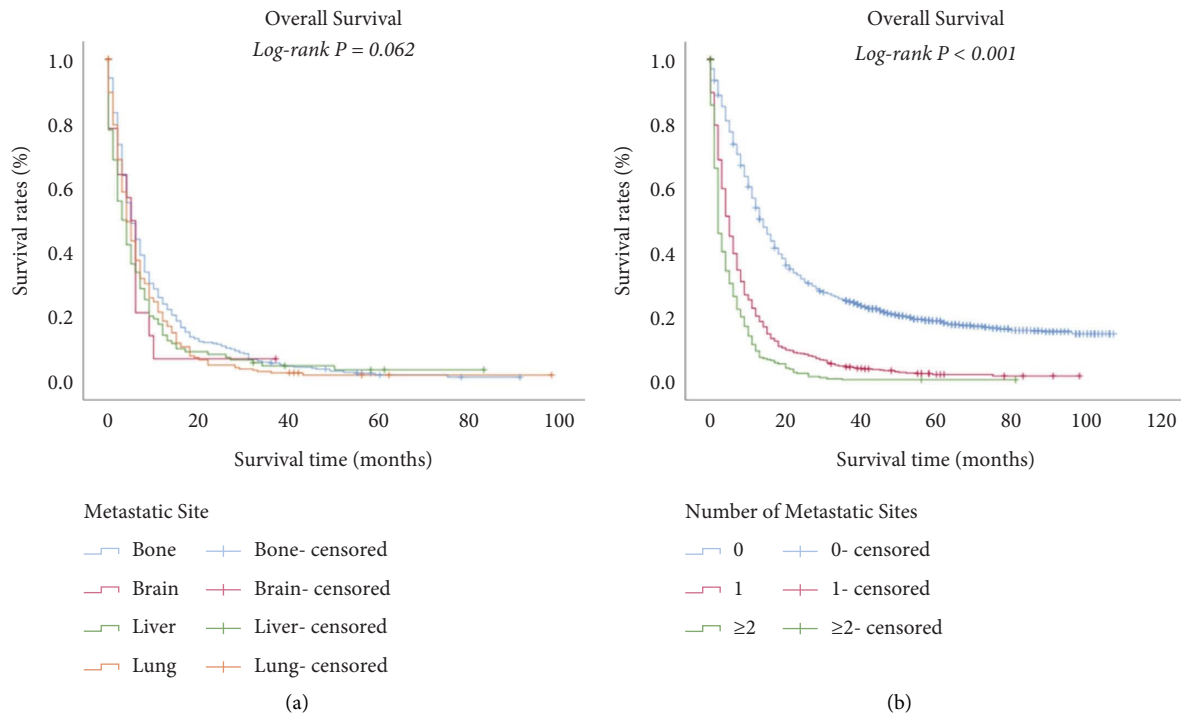 Overall Survival
Log-rank P = 0.062
Survival rates (%)
1.0
0.8
0.6
0.4
0.2
0.0
0 20 40 60 80 100
Survival time (months)
Metastatic Site
Bone Bone- censored
Brain Brain- censored
Liver Liver- censored
Lung Lung- censored
(a)
Overall Survival
Log-rank P < 0.001
Survival rates (%)
1.0
0.8
0.6
0.4
0.2
0.0
0 20 40 60 80 100 120
Survival time (months)
Number of Metastatic Sites
0 0- censored
1 1- censored
≥2 ≥2- censored
(b)